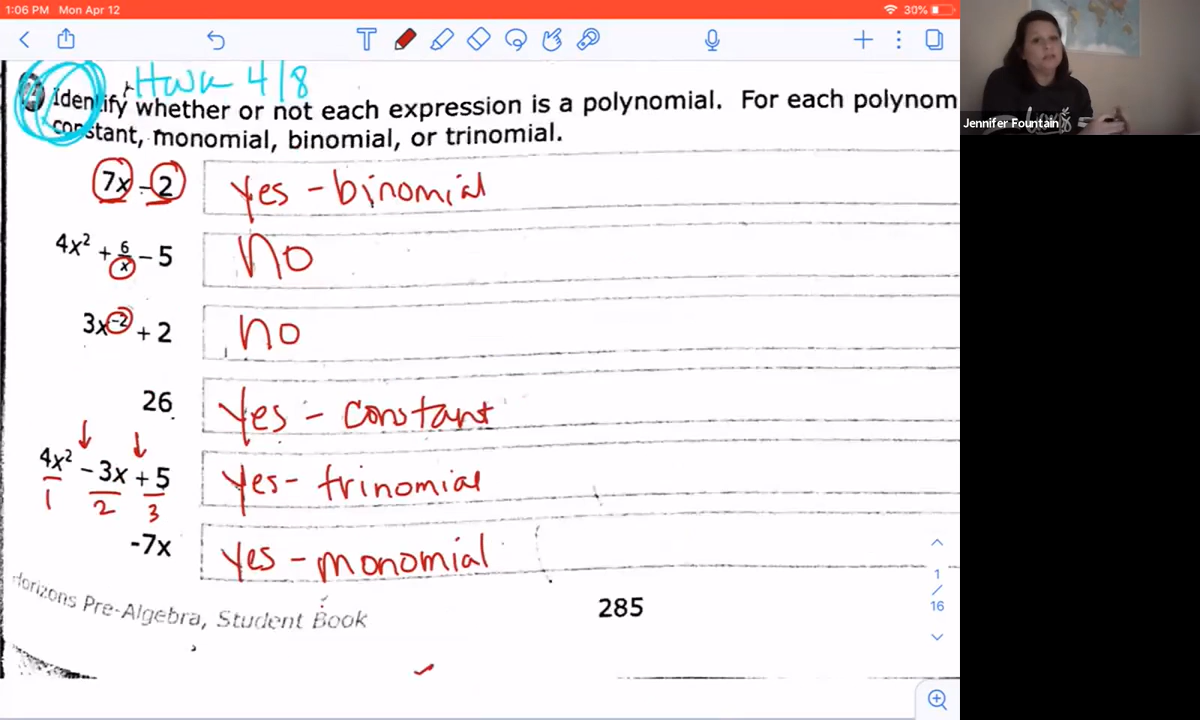 1:06 PM Mon Apr 12
30%
Hwk 4/8
Identify whether or not each expression is a polynomial. For each polynom
constant, monomial, binomial, or trinomial.
7x - 2 yes - binomial
4x² + 6/x - 5 no
3x⁻² + 2 no
26 yes - constant
4x² - 3x + 5 yes - trinomial
1 2 3
-7x yes - monomial
Horizons Pre-Algebra, Student Book
285
1
/
16
Jennifer Fountain